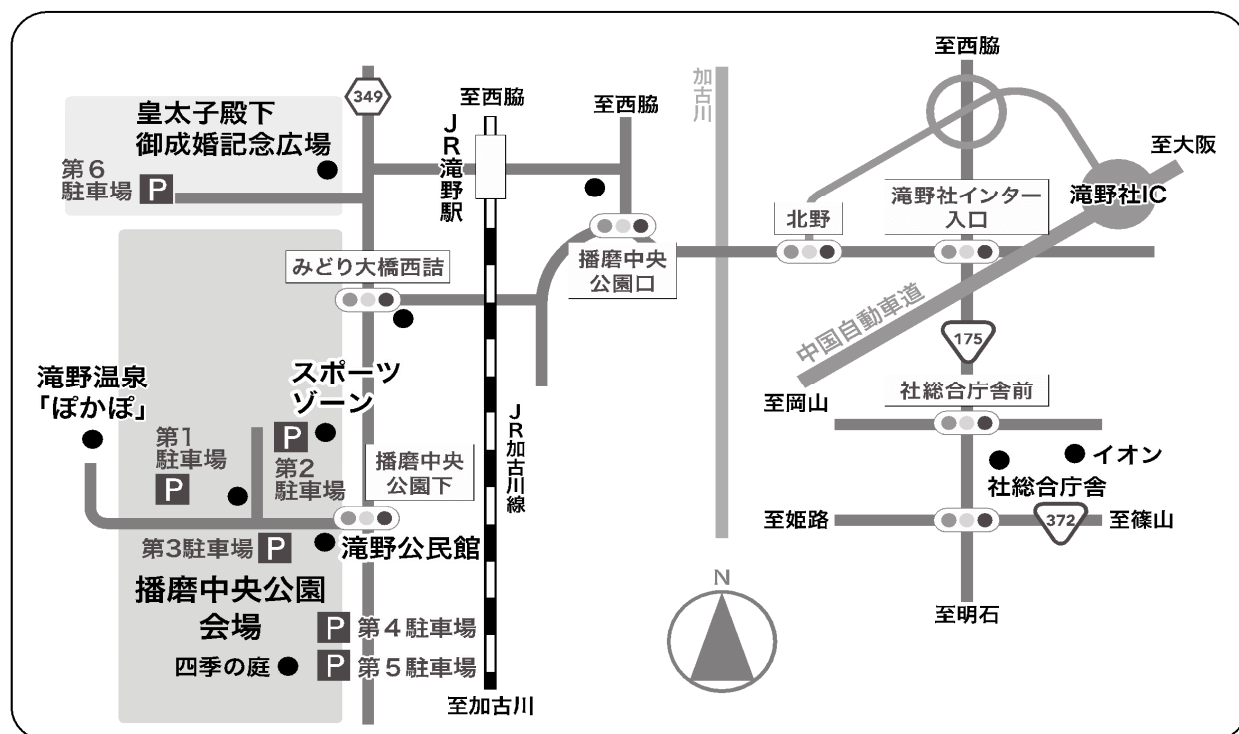 皇太子殿下
御成婚記念広場
第6
駐車場
P
349
至西脇
JR滝野駅
至西脇
加古川
至西脇
至大阪
滝野社IC
滝野社インター
入口
北野
播磨中央
公園口
みどり大橋西詰
中国自動車道
175
至岡山
社総合庁舎前
イオン
社総合庁舎
至姫路
372
至篠山
至明石
滝野温泉
「ぽかぽ」
スポーツ
ゾーン
第1
駐車場
P
P
第2
駐車場
播磨中央
公園下
JR加古川線
第3駐車場
P
滝野公民館
播磨中央公園
会場
P
第4駐車場
四季の庭
P
第5駐車場
至加古川
N